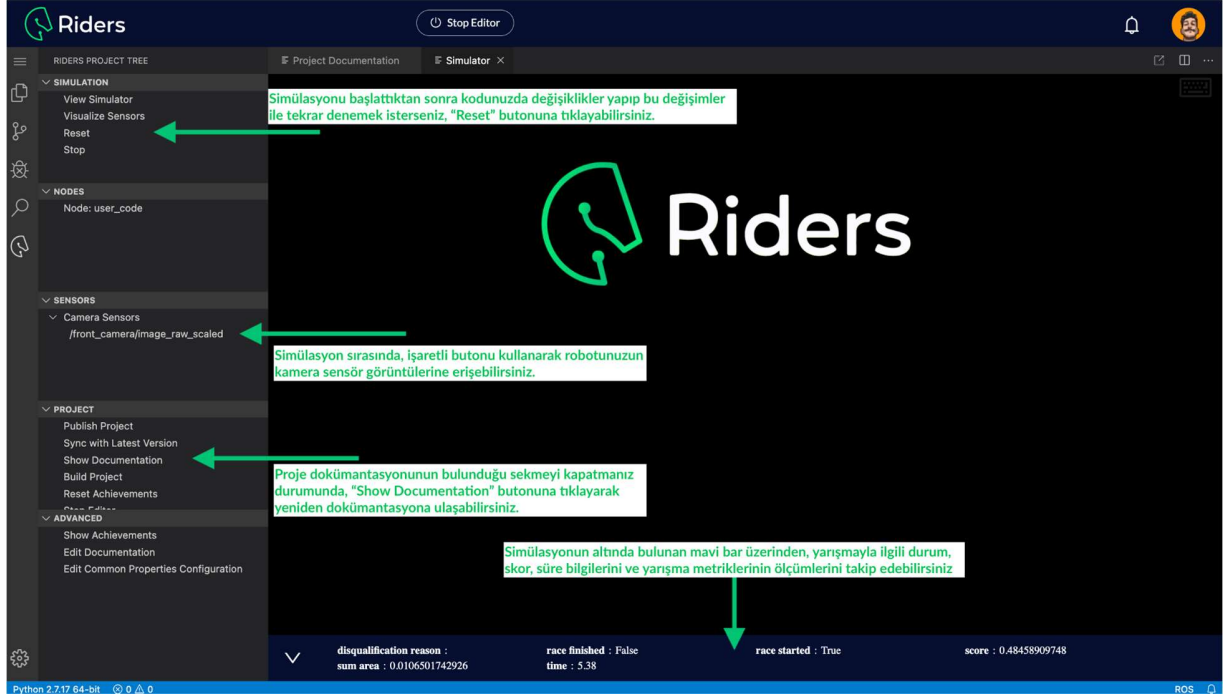 Riders
Stop Editor
RIDERS PROJECT TREE
Project Documentation
Simulator
SIMULATION
View Simulator
Visualize Sensors
Reset
Stop
Simülasyonu başlattıktan sonra kodunuzda değişiklikler yapıp bu değişimler
ile tekrar denemek isterseniz, “Reset” butonuna tıklayabilirsiniz.
NODES
Node: user_code
Riders
SENSORS
Camera Sensors
/front_camera/image_raw_scaled
Simülasyon sırasında, işaretli butonu kullanarak robotunuzun
kamera sensör görüntülerine erişebilirsiniz.
PROJECT
Publish Project
Sync with Latest Version
Show Documentation
Build Project
Reset Achievements
Stop Editor
Proje dokümantasyonunun bulunduğu sekmeyi kapatmanız
durumunda, “Show Documentation” butonuna tıklayarak
yeniden dokümantasyona ulaşabilirsiniz.
ADVANCED
Show Achievements
Edit Documentation
Edit Common Properties Configuration
Simülasyonun altında bulunan mavi bar üzerinden, yarışmayla ilgili durum,
skor, süre bilgilerini ve yarışma metriklerinin ölçümlerini takip edebilirsiniz
disqualification reason : race finished : False race started : True score : 0.48458909748
sum area : 0.0106501742926 time : 5.38
Python 2.7.17 64-bit 0 0 ROS